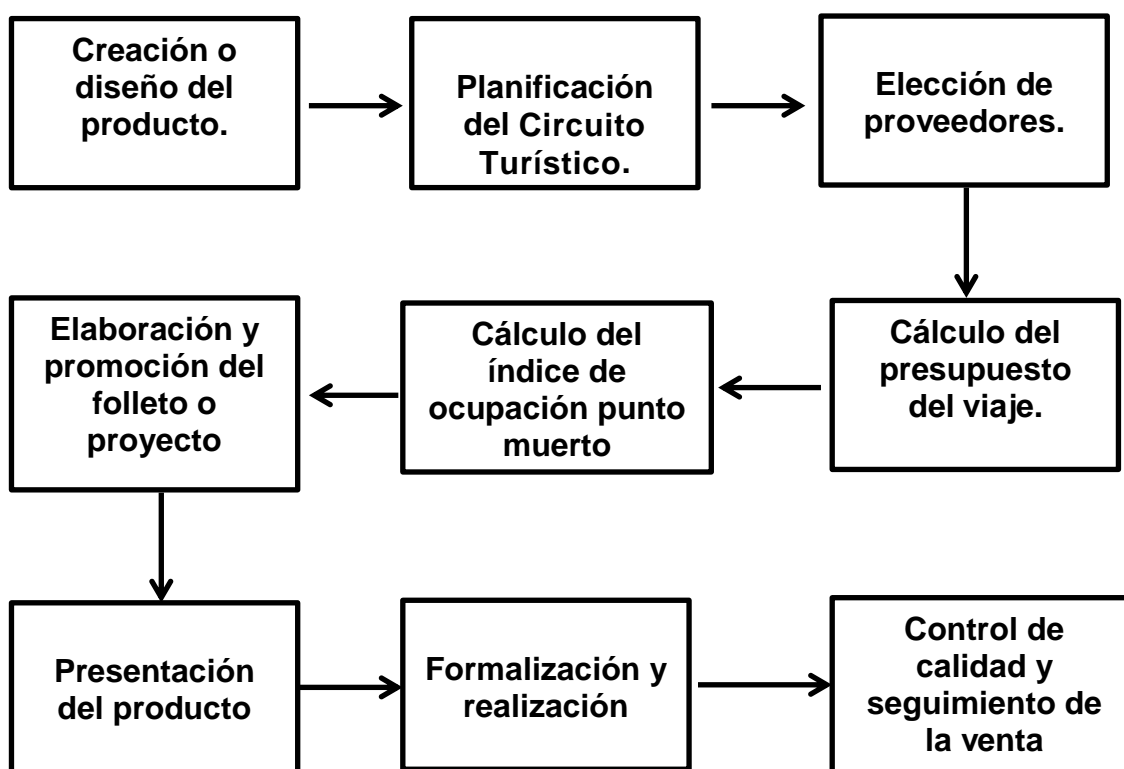 Creación o
diseño del
producto.
Planificación
del Circuito
Turístico.
Elección de
proveedores.
Cálculo del
presupuesto
del viaje.
Cálculo del
índice de
ocupación punto
muerto
Elaboración y
promoción del
folleto o
proyecto
Presentación
del producto
Formalización y
realización
Control de
calidad y
seguimiento de
la venta